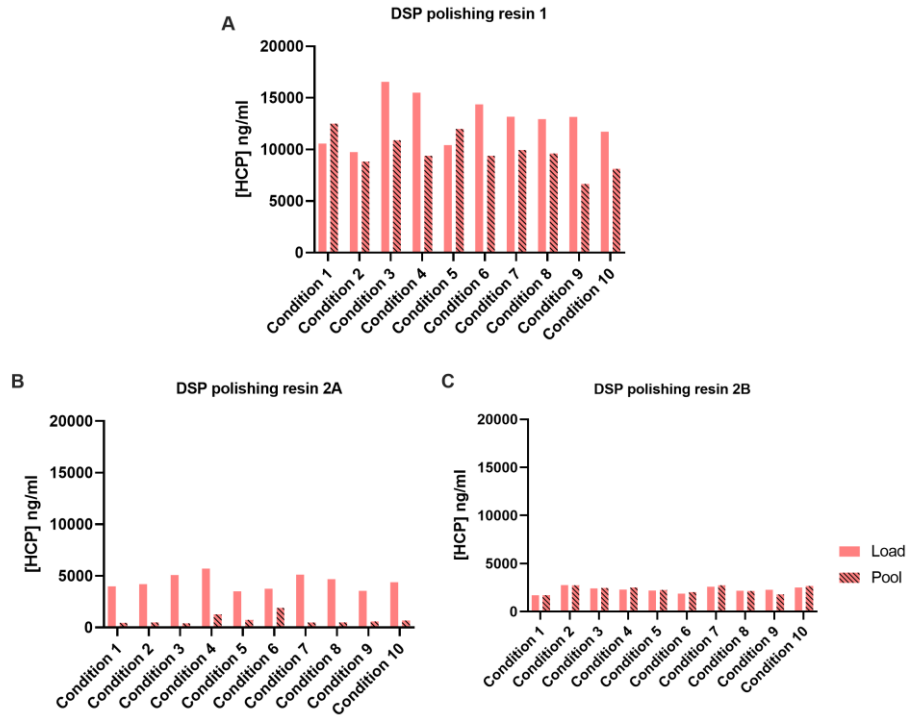 DSP polishing resin 1
A
20000
15000
10000
5000
0
[HCP] ng/ml
Condition 1
Condition 2
Condition 3
Condition 4
Condition 5
Condition 6
Condition 7
Condition 8
Condition 9
Condition 10
B
DSP polishing resin 2A
20000
15000
10000
5000
0
[HCP] ng/ml
Condition 1
Condition 2
Condition 3
Condition 4
Condition 5
Condition 6
Condition 7
Condition 8
Condition 9
Condition 10
C
DSP polishing resin 2B
20000
15000
10000
5000
0
[HCP] ng/ml
Condition 1
Condition 2
Condition 3
Condition 4
Condition 5
Condition 6
Condition 7
Condition 8
Condition 9
Condition 10
Load
Pool